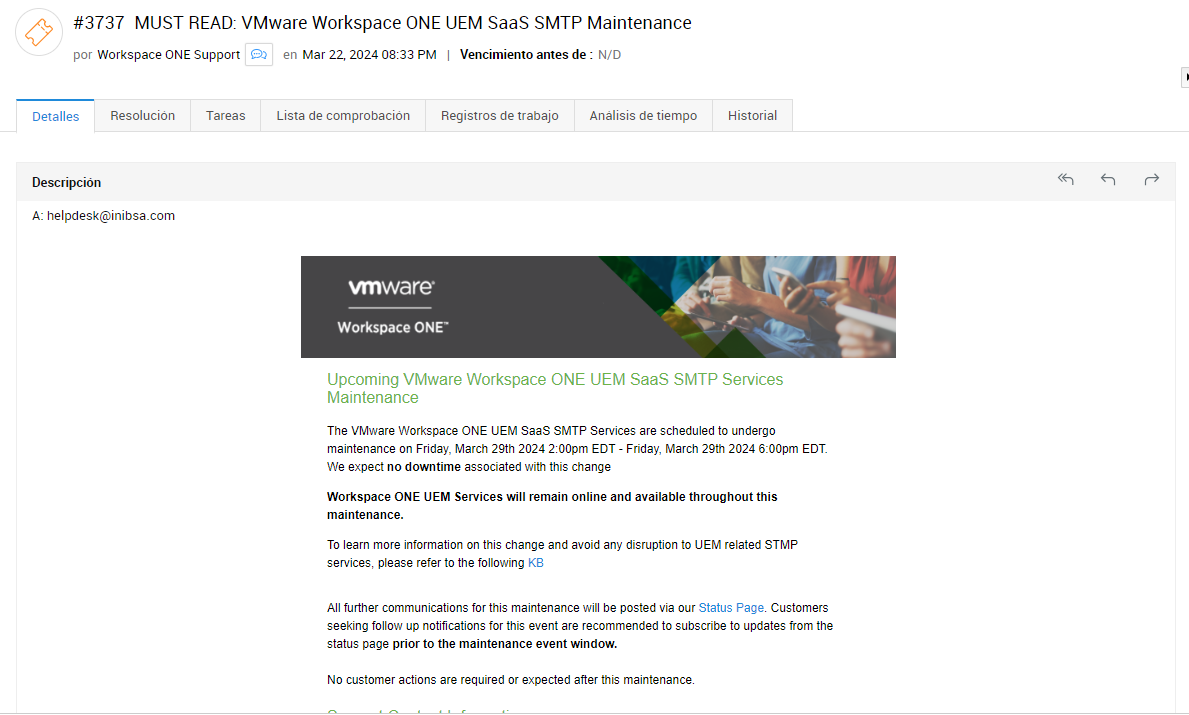 #3737 MUST READ: VMware Workspace ONE UEM SaaS SMTP Maintenance
por Workspace ONE Support en Mar 22, 2024 08:33 PM | Vencimiento antes de : N/D
Detalles Resolución Tareas Lista de comprobación Registros de trabajo Análisis de tiempo Historial
Descripción
A: helpdesk@inibsa.com
vmware®
Workspace ONE™
Upcoming VMware Workspace ONE UEM SaaS SMTP Services
Maintenance
The VMware Workspace ONE UEM SaaS SMTP Services are scheduled to undergo
maintenance on Friday, March 29th 2024 2:00pm EDT - Friday, March 29th 2024 6:00pm EDT.
We expect no downtime associated with this change
Workspace ONE UEM Services will remain online and available throughout this
maintenance.
To learn more information on this change and avoid any disruption to UEM related STMP
services, please refer to the following KB
All further communications for this maintenance will be posted via our Status Page. Customers
seeking follow up notifications for this event are recommended to subscribe to updates from the
status page prior to the maintenance event window.
No customer actions are required or expected after this maintenance.